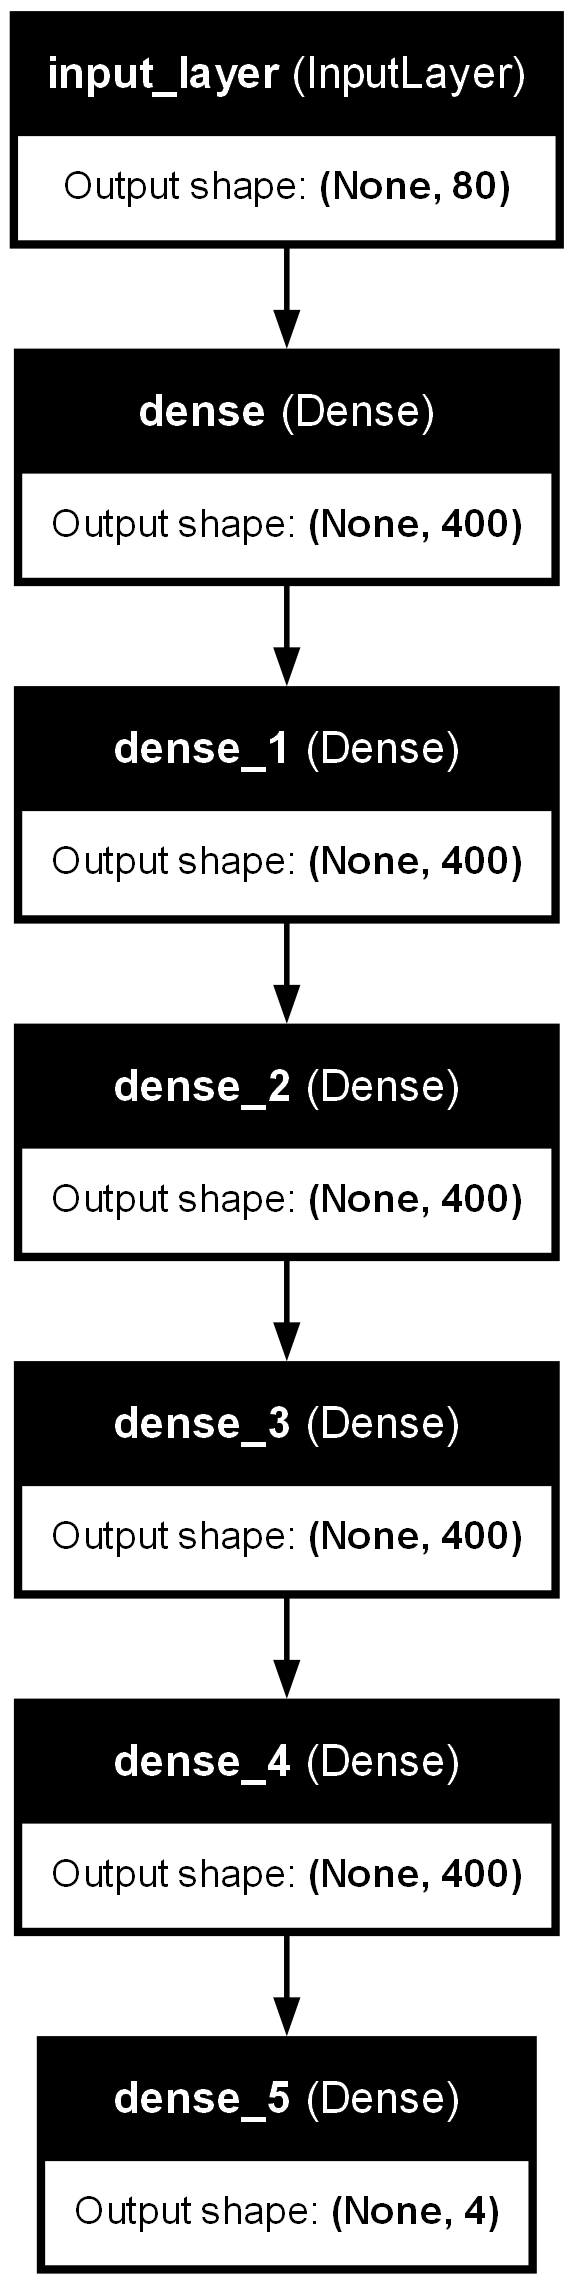 input_layer (InputLayer)
Output shape: (None, 80)
dense (Dense)
Output shape: (None, 400)
dense_1 (Dense)
Output shape: (None, 400)
dense_2 (Dense)
Output shape: (None, 400)
dense_3 (Dense)
Output shape: (None, 400)
dense_4 (Dense)
Output shape: (None, 400)
dense_5 (Dense)
Output shape: (None, 4)